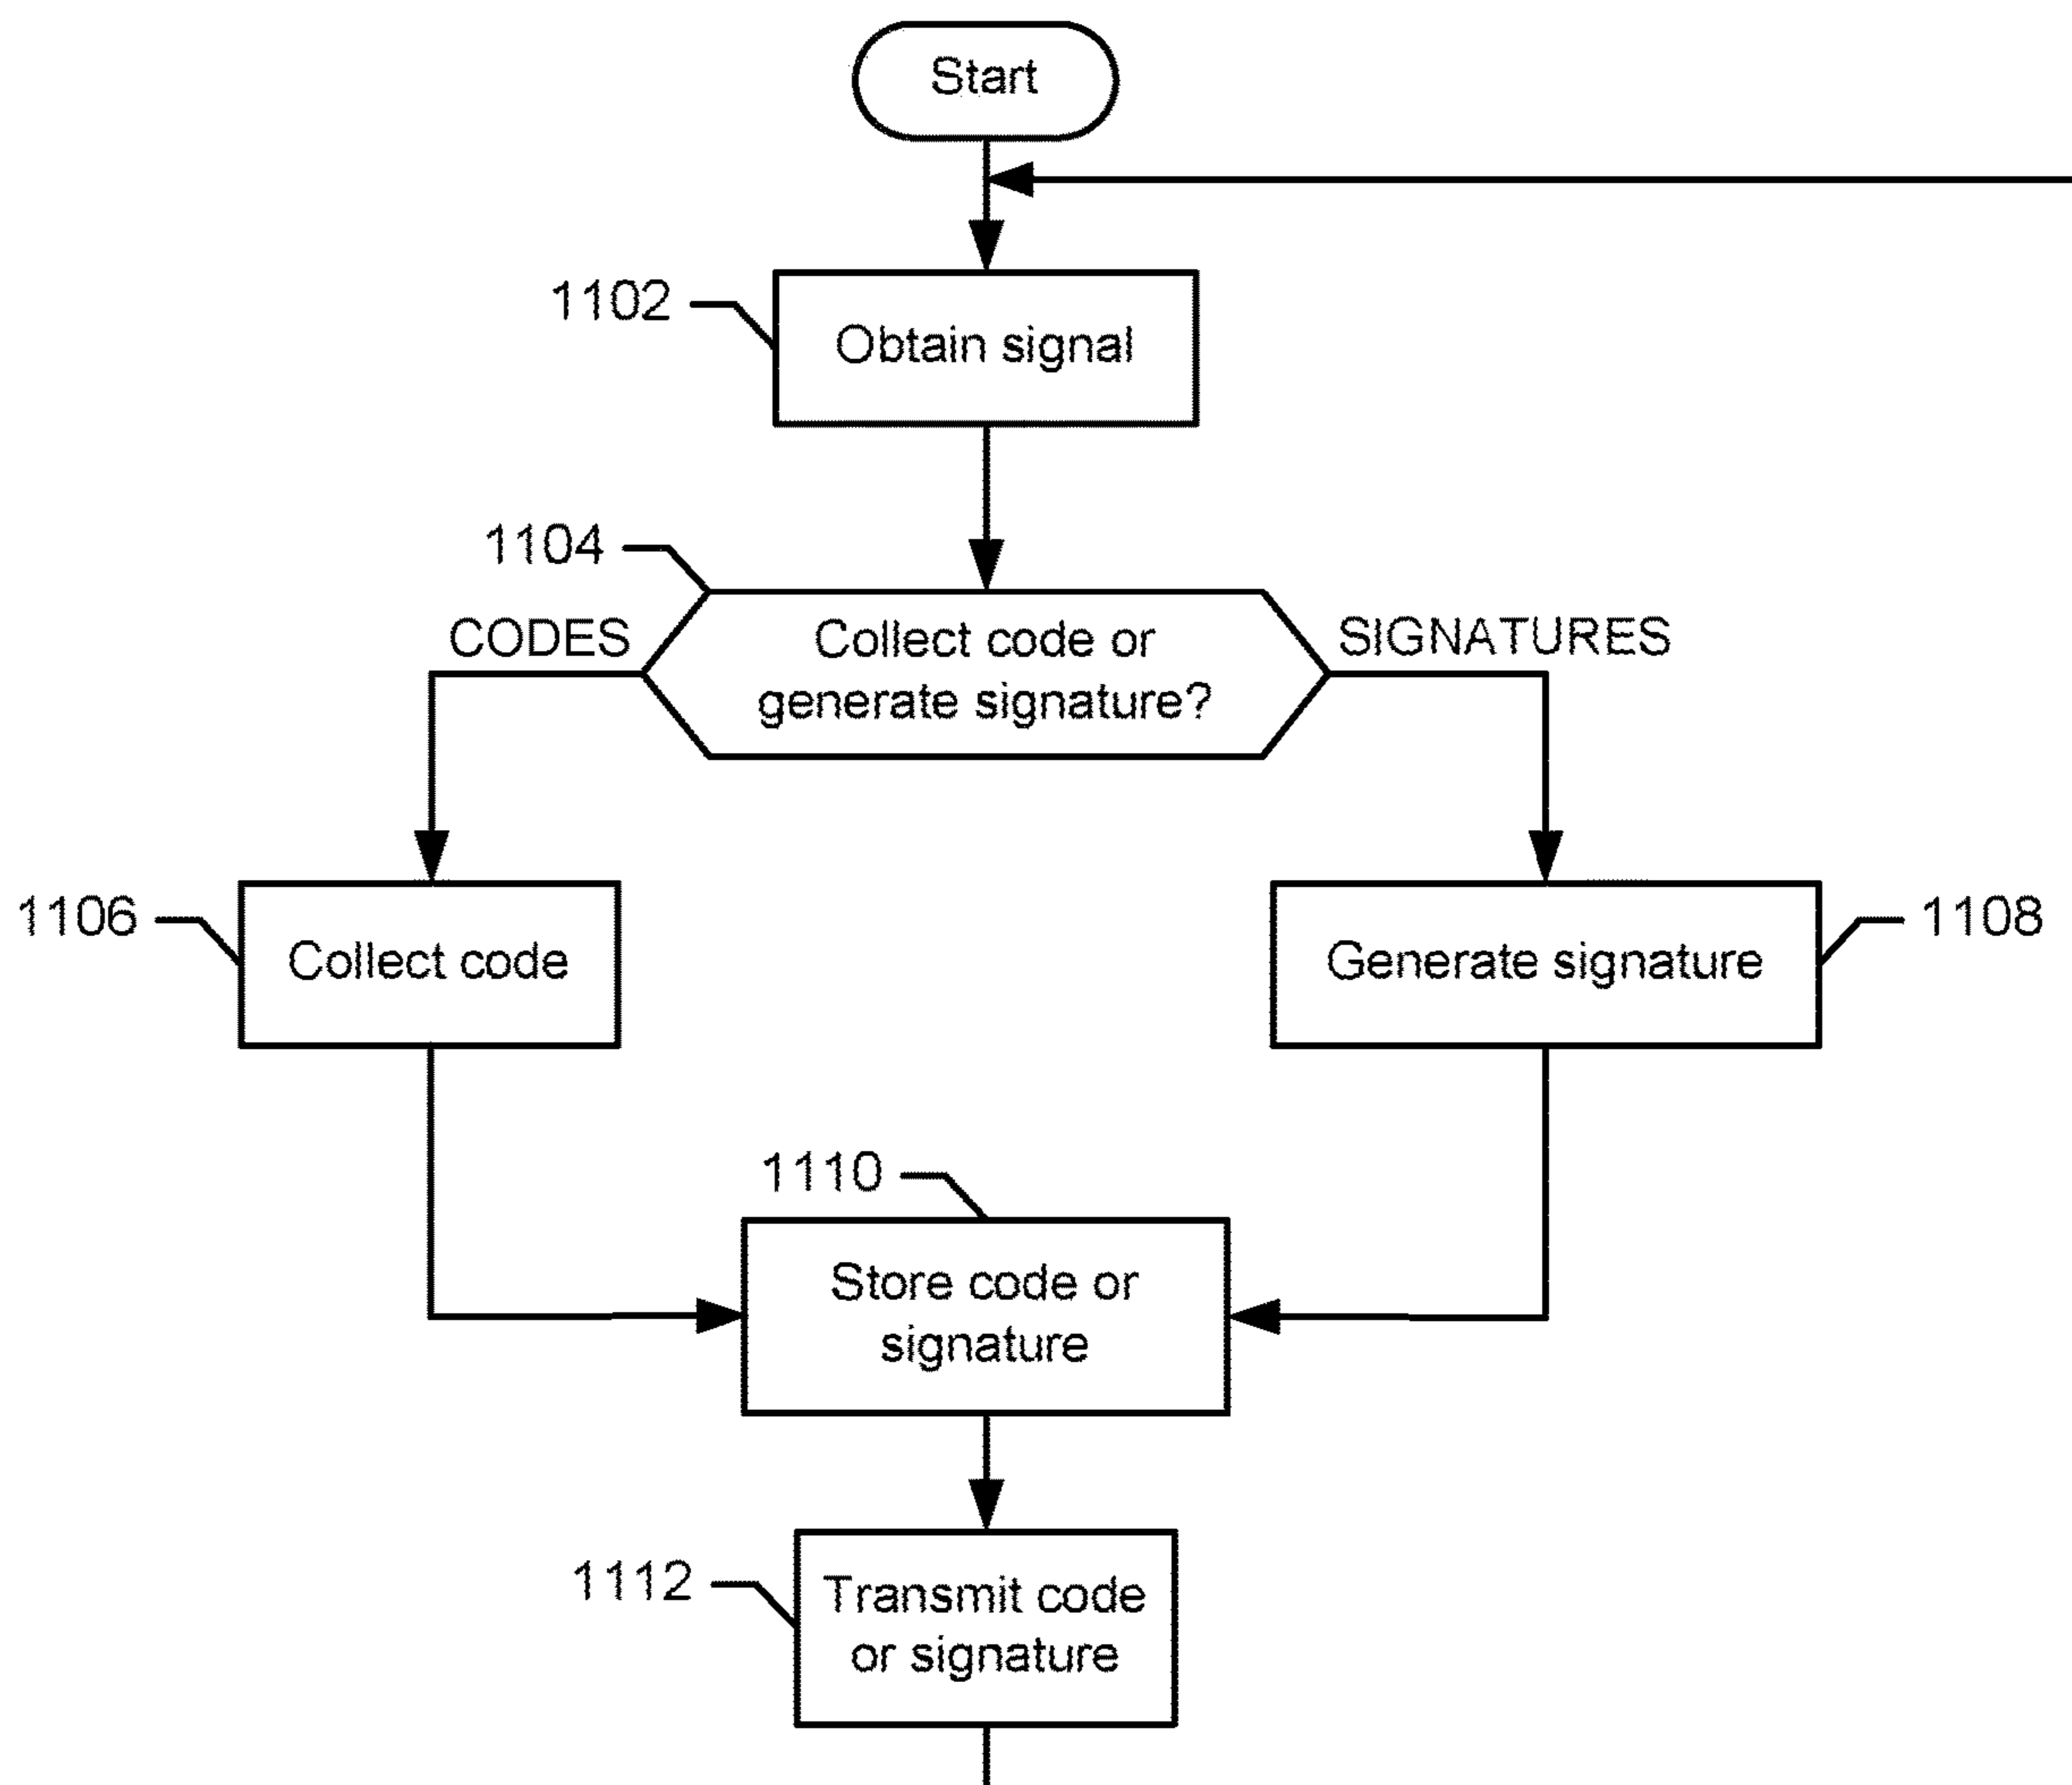 Start
1102
Obtain signal
1104
CODES
Collect code or
generate signature?
SIGNATURES
1106
Collect code
Generate signature
1108
1110
Store code or
signature
1112
Transmit code
or signature